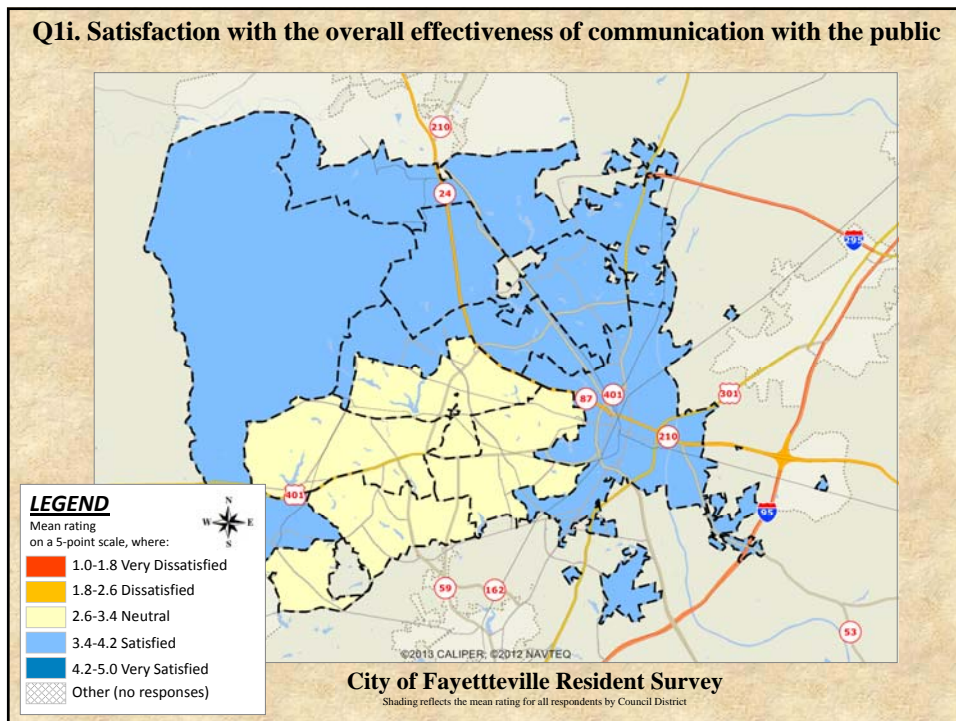 Q1i. Satisfaction with the overall effectiveness of communication with the public
210
24
295
87
401
301
210
401
95
59
162
53
©2013 CALIPER; ©2012 NAVTEQ
LEGEND
Mean rating
on a 5-point scale, where:
N
W E
S
1.0-1.8 Very Dissatisfied
1.8-2.6 Dissatisfied
2.6-3.4 Neutral
3.4-4.2 Satisfied
4.2-5.0 Very Satisfied
Other (no responses)
City of Fayettteville Resident Survey
Shading reflects the mean rating for all respondents by Council District